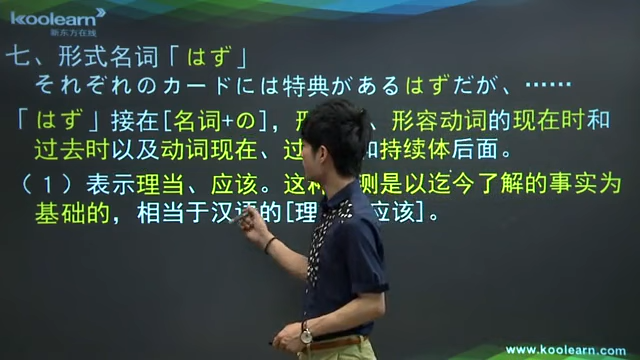 koolearn
新东方在线
七、形式名词「はず」
それぞれのカードには特典があるはずだが、……
「はず」接在[名词+の]，形、形容动词的现在时和
过去时以及动词现在、过和持续体后面。
（１）表示理当、应该。这测是以迄今了解的事实为
基础的，相当于汉语的[理应该]。
www.koolearn.com